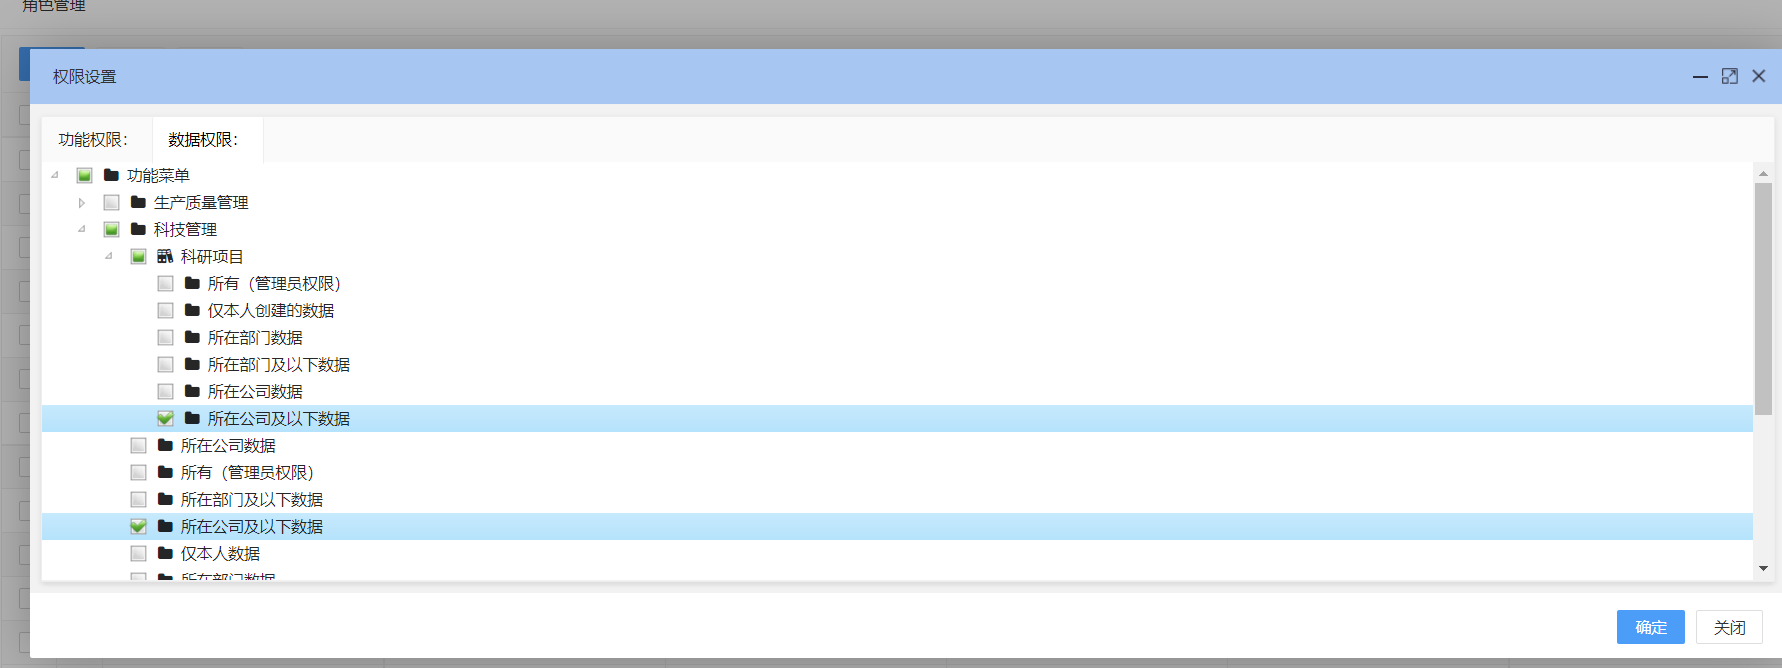 角色管理
权限设置
功能权限： 数据权限：
功能菜单
生产质量管理
科技管理
科研项目
所有（管理员权限）
仅本人创建的数据
所在部门数据
所在部门及以下数据
所在公司数据
所在公司及以下数据
所在公司数据
所有（管理员权限）
所在部门及以下数据
所在公司及以下数据
仅本人数据
所在部门数据
确定 关闭